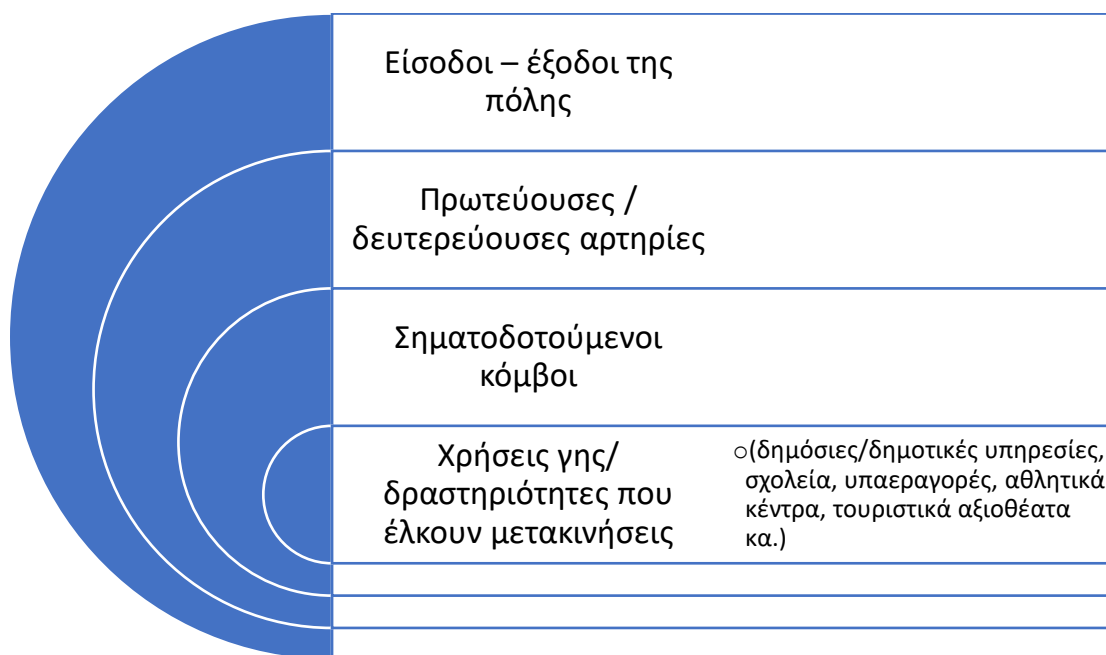 Είσοδοι – έξοδοι της
πόλης
Πρωτεύουσες /
δευτερεύουσες αρτηρίες
Σηματοδοτούμενοι
κόμβοι
Χρήσεις γης/
δραστηριότητες που
έλκουν μετακινήσεις
○(δημόσιες/δημοτικές υπηρεσίες,
σχολεία, υπαεραγορές, αθλητικά
κέντρα, τουριστικά αξιοθέατα
κα.)